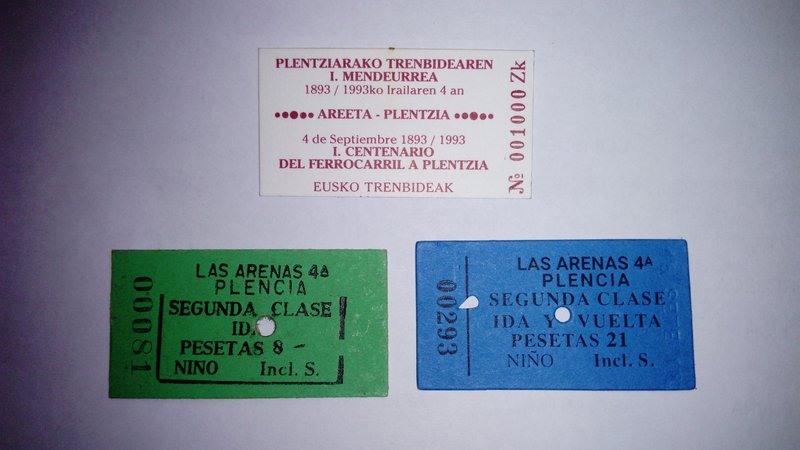 PLENTZIARAKO TRENBIDEAREN
I. MENDEURREA
1893 / 1993ko Irailaren 4 an
AREETA - PLENTZIA
4 de Septiembre 1893 / 1993
I. CENTENARIO
DEL FERROCARRIL A PLENTZIA
EUSKO TRENBIDEAK
Nº 001000 Zk
00081
LAS ARENAS 4ª
PLENCIA
SEGUNDA CLASE
IDA
PESETAS 8 -
NINO Incl. S.
00293
LAS ARENAS 4ª
PLENCIA
SEGUNDA CLASE
IDA Y VUELTA
PESETAS 21
NIÑO Incl. S.